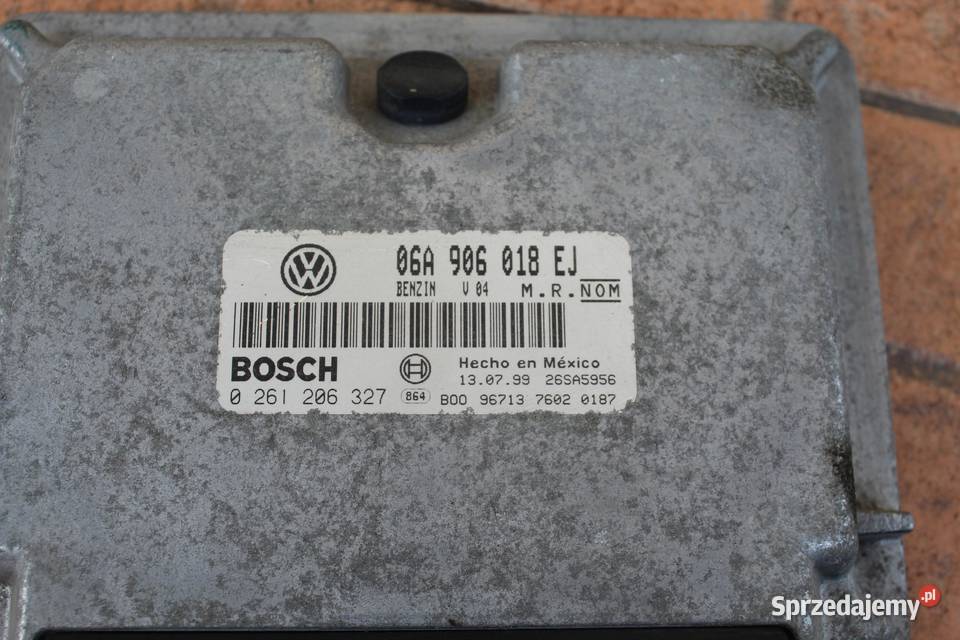 06A 906 018 EJ
BENZIN V04 M.R. NOM
BOSCH
Hecho en México
13.07.99 26SA5956
0 261 206 327 864 B00 96713 7602 0187
Sprzedajemy.pl